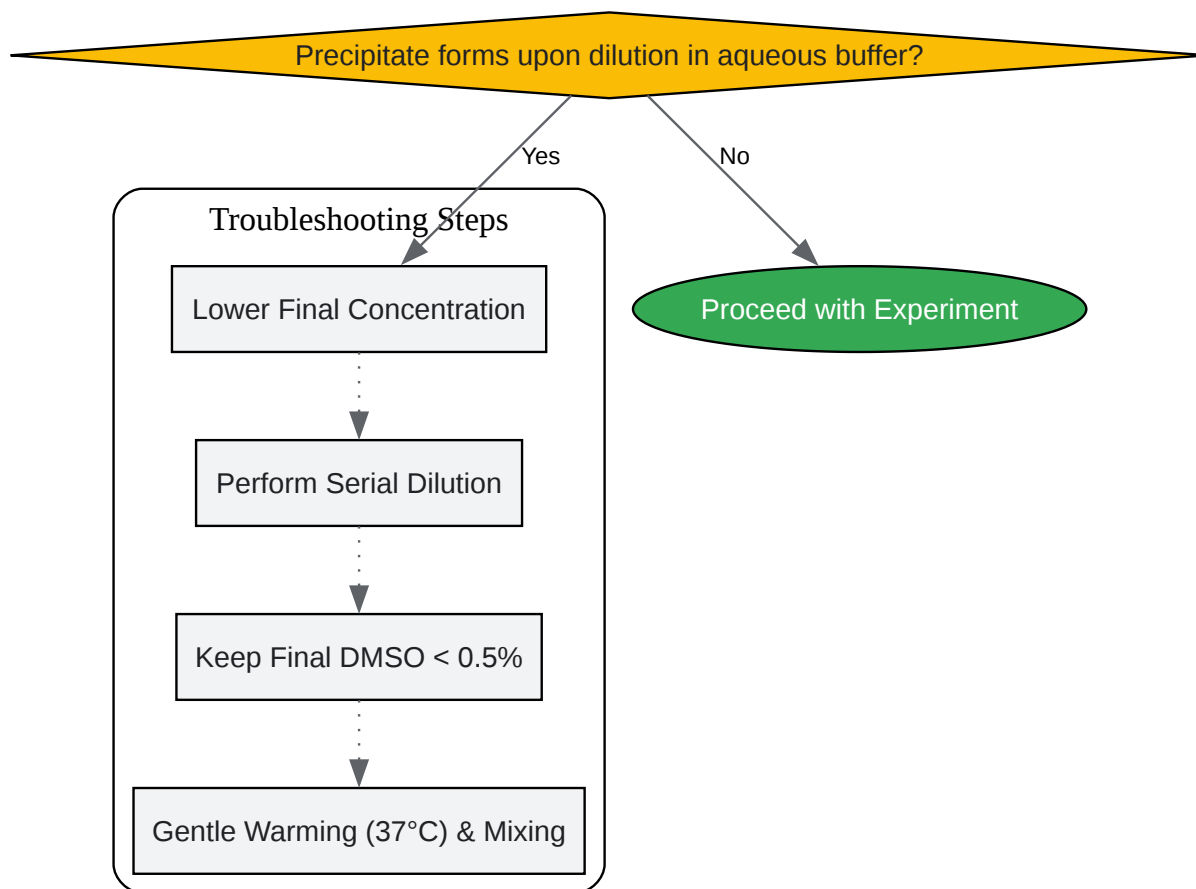 Precipitate forms upon dilution in aqueous buffer?
Yes
No
Troubleshooting Steps
Lower Final Concentration
Proceed with Experiment
Perform Serial Dilution
Keep Final DMSO < 0.5%
Gentle Warming (37°C) & Mixing